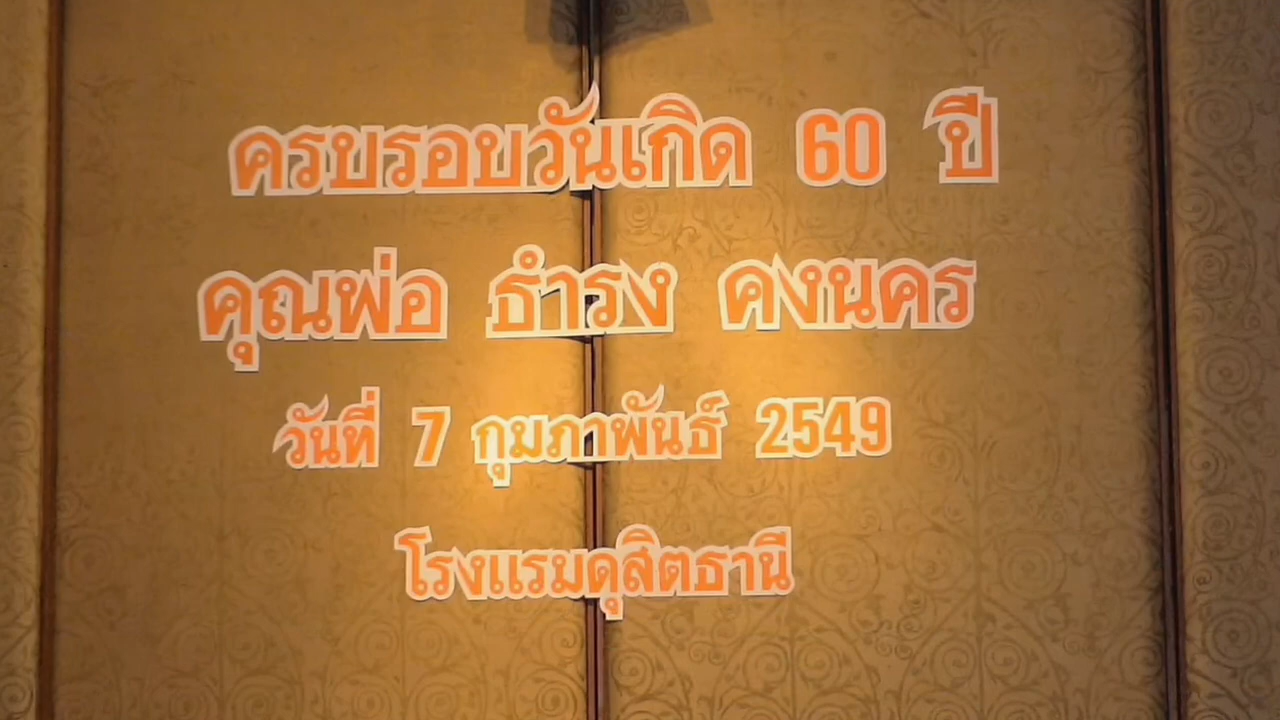 ครบรอบวันเกิด 60 ปี
คุณพ่อ ธำรง คงนคร
วันที่ 7 กุมภาพันธ์ 2549
โรงแรมดุสิตธานี